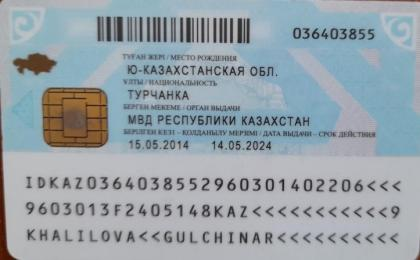 036403855
ТУҒАН ЖЕРІ / МЕСТО РОЖДЕНИЯ
Ю-КАЗАХСТАНСКАЯ ОБЛ.
ҰЛТЫ / НАЦИОНАЛЬНОСТЬ
ТУРЧАНКА
БЕРГЕН МЕКЕМЕ / ОРГАН ВЫДАЧИ
МВД РЕСПУБЛИКИ КАЗАХСТАН
БЕРІЛГЕН КЕЗІ - ҚОЛДАНЫЛУ МЕРЗІМІ / ДАТА ВЫДАЧИ - СРОК ДЕЙСТВИЯ
15.05.2014 14.05.2024
IDKAZ0364038552960301402206<<<
9603013F2405148KAZ<<<<<<<<<<<9
KHALILOVA<<GULCHINAR<<<<<<<<<<